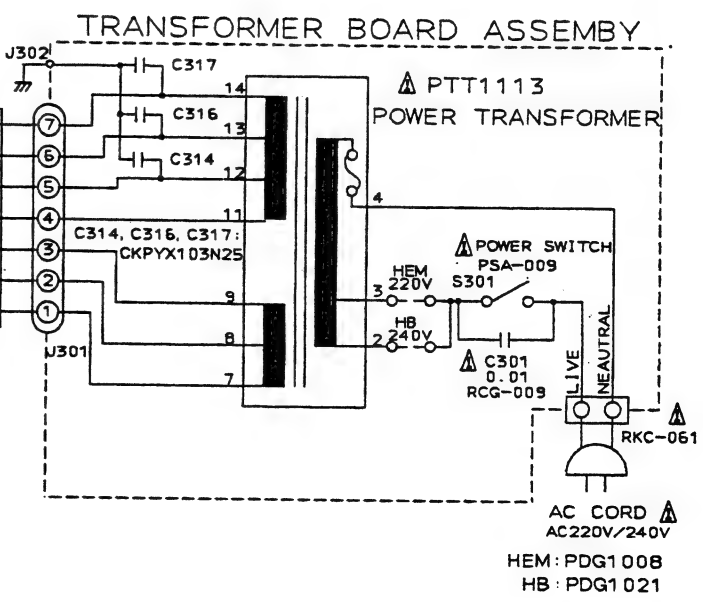 TRANSFORMER BOARD ASSEMBY
J302
C317
14
PTT1113
POWER TRANSFORMER
7
C316
13
6
C314
12
5
4
11
4
C314, C316, C317:
CKPYX103N25
3
POWER SWITCH
PSA-009
S301
HEM
220V
3
2
9
HB
240V
2
1
8
J301
C301
0.01
RCG-009
7
LIVE
NEAUTRAL
RKC-061
AC CORD
AC220V/240V
HEM: PDG1008
HB: PDG1021